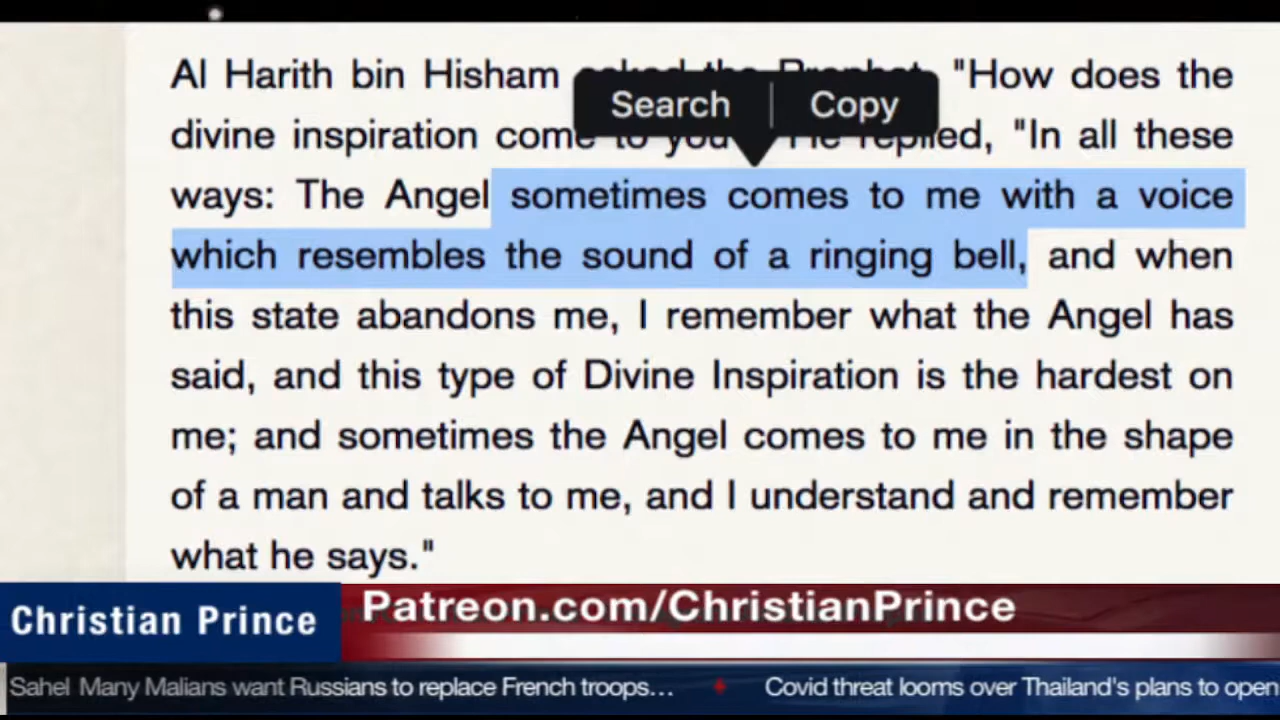 Al Harith bin Hisham asked the Prophet, "How does the
Search Copy
divine inspiration come to you He replied, "In all these
ways: The Angel sometimes comes to me with a voice
which resembles the sound of a ringing bell, and when
this state abandons me, I remember what the Angel has
said, and this type of Divine Inspiration is the hardest on
me; and sometimes the Angel comes to me in the shape
of a man and talks to me, and I understand and remember
what he says."
Christian Prince
Patreon.com/ChristianPrince
Sahel Many Malians want Russians to replace French troops... Covid threat looms over Thailand's plans to open